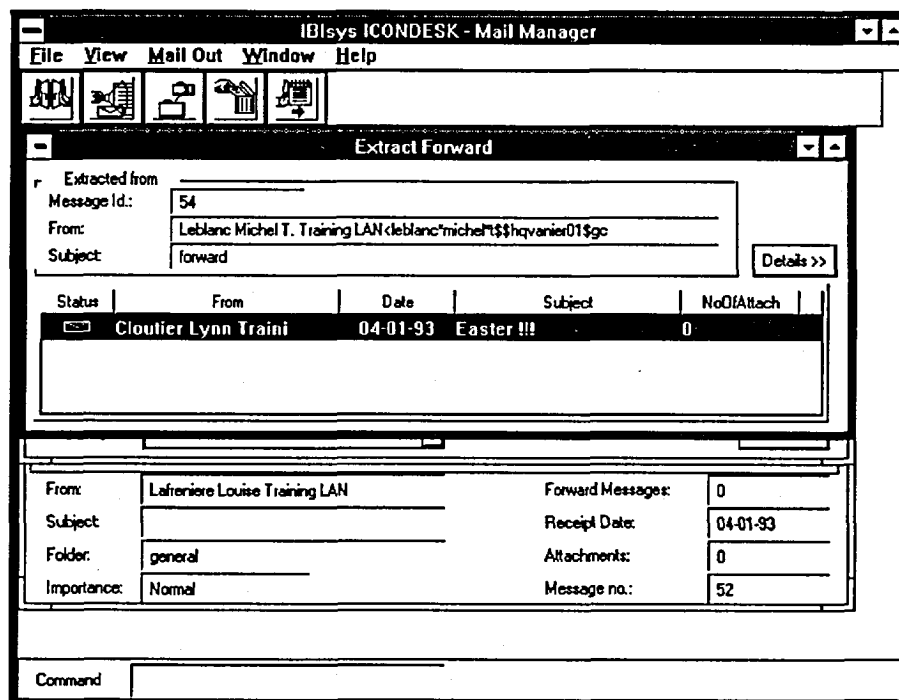 IBIsys ICONDESK - Mail Manager
File View Mail Out Window Help
Extract Forward
Extracted from
Message Id.: 54
From: Leblanc Michel T. Training LAN<leblanc*michel*t$$hqvanier01$gc
Subject: forward
Details >>
Status From Date Subject NoOfAttach
Cloutier Lynn Traini 04-01-93 Easter !!! 0
From: Lafreniere Louise Training LAN Forward Messages: 0
Subject: Receipt Date: 04-01-93
Folder: general Attachments: 0
Importance: Normal Message no.: 52
Command